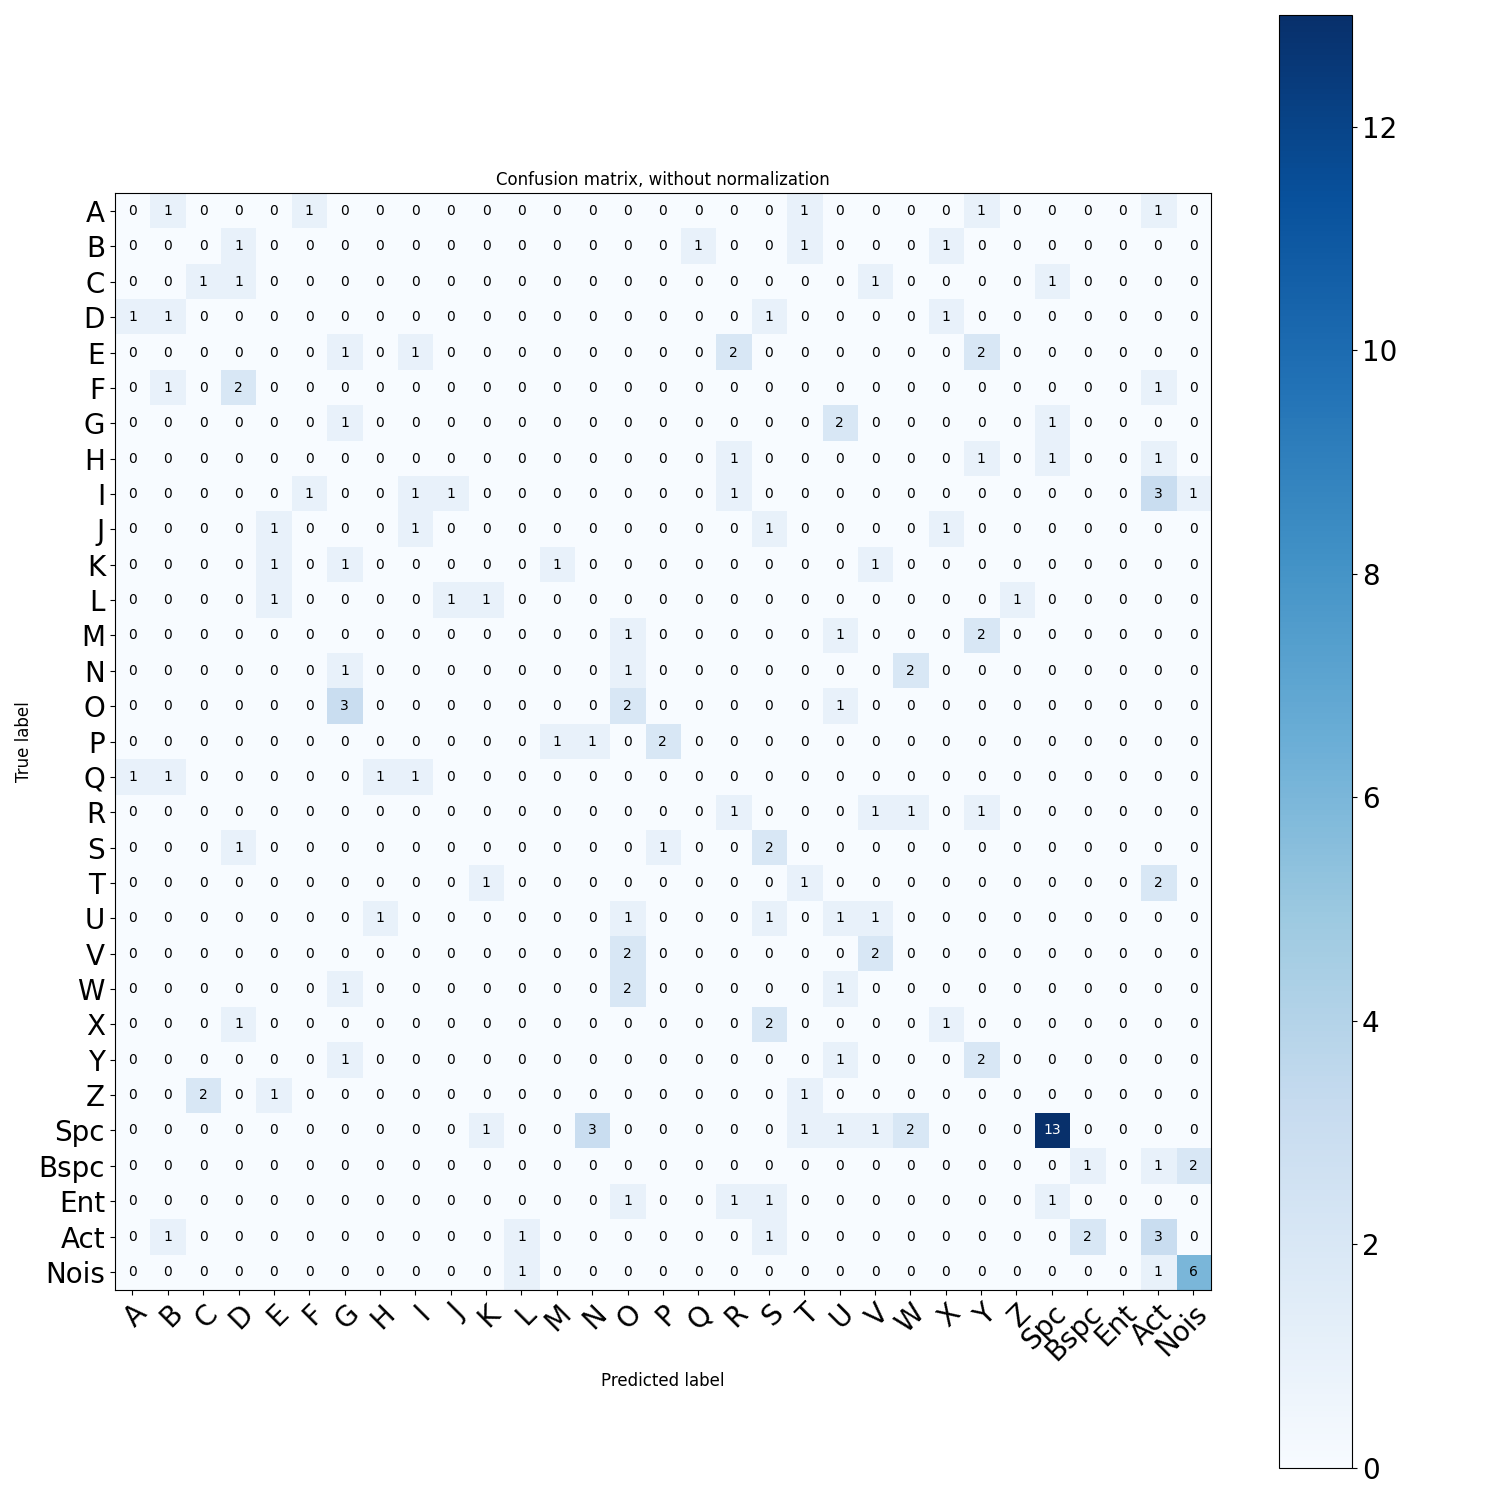 Confusion matrix, without normalization
True label
A 0 1 0 0 0 1 0 0 0 0 0 0 0 0 0 0 0 0 0 1 0 0 0 0 1 0 0 0 0 1 0
B 0 0 0 1 0 0 0 0 0 0 0 0 0 0 0 0 1 0 0 1 0 0 0 1 0 0 0 0 0 0 0
C 0 0 1 1 0 0 0 0 0 0 0 0 0 0 0 0 0 0 0 0 0 1 0 0 0 0 1 0 0 0 0
D 1 1 0 0 0 0 0 0 0 0 0 0 0 0 0 0 0 0 1 0 0 0 0 1 0 0 0 0 0 0 0
E 0 0 0 0 0 0 1 0 1 0 0 0 0 0 0 0 0 2 0 0 0 0 0 0 2 0 0 0 0 0 0
F 0 1 0 2 0 0 0 0 0 0 0 0 0 0 0 0 0 0 0 0 0 0 0 0 0 0 0 0 0 1 0
G 0 0 0 0 0 0 1 0 0 0 0 0 0 0 0 0 0 0 0 0 2 0 0 0 0 0 1 0 0 0 0
H 0 0 0 0 0 0 0 0 0 0 0 0 0 0 0 0 0 1 0 0 0 0 0 0 1 0 1 0 0 1 0
I 0 0 0 0 0 1 0 0 1 1 0 0 0 0 0 0 0 1 0 0 0 0 0 0 0 0 0 0 0 3 1
J 0 0 0 0 1 0 0 0 1 0 0 0 0 0 0 0 0 0 1 0 0 0 0 1 0 0 0 0 0 0 0
K 0 0 0 0 1 0 1 0 0 0 0 0 1 0 0 0 0 0 0 0 0 1 0 0 0 0 0 0 0 0 0
L 0 0 0 0 1 0 0 0 0 1 1 0 0 0 0 0 0 0 0 0 0 0 0 0 0 1 0 0 0 0 0
M 0 0 0 0 0 0 0 0 0 0 0 0 0 0 1 0 0 0 0 0 1 0 0 0 2 0 0 0 0 0 0
N 0 0 0 0 0 0 1 0 0 0 0 0 0 0 1 0 0 0 0 0 0 0 2 0 0 0 0 0 0 0 0
O 0 0 0 0 0 0 3 0 0 0 0 0 0 0 2 0 0 0 0 0 1 0 0 0 0 0 0 0 0 0 0
P 0 0 0 0 0 0 0 0 0 0 0 0 1 1 0 2 0 0 0 0 0 0 0 0 0 0 0 0 0 0 0
Q 1 1 0 0 0 0 0 1 1 0 0 0 0 0 0 0 0 0 0 0 0 0 0 0 0 0 0 0 0 0 0
R 0 0 0 0 0 0 0 0 0 0 0 0 0 0 0 0 0 1 0 0 0 1 1 0 1 0 0 0 0 0 0
S 0 0 0 1 0 0 0 0 0 0 0 0 0 0 0 1 0 0 2 0 0 0 0 0 0 0 0 0 0 0 0
T 0 0 0 0 0 0 0 0 0 0 1 0 0 0 0 0 0 0 0 1 0 0 0 0 0 0 0 0 0 2 0
U 0 0 0 0 0 0 0 1 0 0 0 0 0 0 1 0 0 0 1 0 1 1 0 0 0 0 0 0 0 0 0
V 0 0 0 0 0 0 0 0 0 0 0 0 0 0 2 0 0 0 0 0 0 2 0 0 0 0 0 0 0 0 0
W 0 0 0 0 0 0 1 0 0 0 0 0 0 0 2 0 0 0 0 0 1 0 0 0 0 0 0 0 0 0 0
X 0 0 0 1 0 0 0 0 0 0 0 0 0 0 0 0 0 0 2 0 0 0 0 1 0 0 0 0 0 0 0
Y 0 0 0 0 0 0 1 0 0 0 0 0 0 0 0 0 0 0 0 0 1 0 0 0 2 0 0 0 0 0 0
Z 0 0 2 0 1 0 0 0 0 0 0 0 0 0 0 0 0 0 0 1 0 0 0 0 0 0 0 0 0 0 0
Spc 0 0 0 0 0 0 0 0 0 0 1 0 0 3 0 0 0 0 0 1 1 1 2 0 0 0 13 0 0 0 0
Bspc 0 0 0 0 0 0 0 0 0 0 0 0 0 0 0 0 0 0 0 0 0 0 0 0 0 0 0 1 0 1 2
Ent 0 0 0 0 0 0 0 0 0 0 0 0 0 0 1 0 0 1 1 0 0 0 0 0 0 0 1 0 0 0 0
Act 0 1 0 0 0 0 0 0 0 0 0 1 0 0 0 0 0 0 1 0 0 0 0 0 0 0 0 2 0 3 0
Nois 0 0 0 0 0 0 0 0 0 0 0 1 0 0 0 0 0 0 0 0 0 0 0 0 0 0 0 0 0 1 6
A B C D E F G H I J K L M N O P Q R S T U V W X Y Z Spc Bspc Ent Act Nois
Predicted label
12
10
8
6
4
2
0